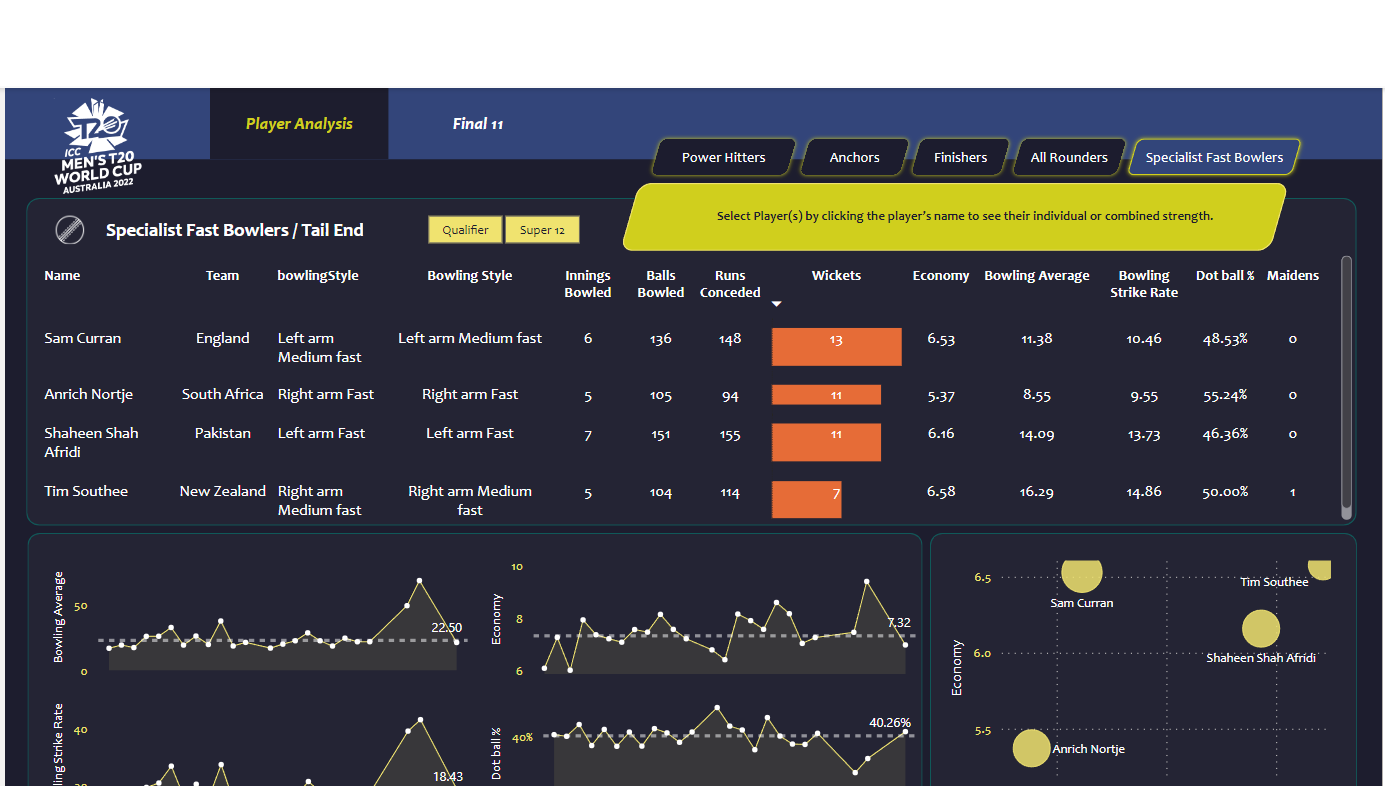 T20
ICC
MEN'S T20
WORLD CUP
AUSTRALIA 2022
Player Analysis
Final 11
Power Hitters
Anchors
Finishers
All Rounders
Specialist Fast Bowlers
Select Player(s) by clicking the player's name to see their individual or combined strength.
Specialist Fast Bowlers / Tail End
Qualifier
Super 12
Name Team bowlingStyle Bowling Style Innings Balls Runs Wickets Economy Bowling Average Bowling Dot ball % Maidens
Bowled Bowled Conceded Strike Rate
Sam Curran England Left arm Left arm Medium fast 6 136 148 13 6.53 11.38 10.46 48.53% 0
Medium fast
Anrich Nortje South Africa Right arm Fast Right arm Fast 5 105 94 11 5.37 8.55 9.55 55.24% 0
Shaheen Shah Pakistan Left arm Fast Left arm Fast 7 151 155 11 6.16 14.09 13.73 46.36% 0
Afridi
Tim Southee New Zealand Right arm Right arm Medium 5 104 114 7 6.58 16.29 14.86 50.00% 1
Medium fast fast
Bowling Average
50
0
22.50
Economy
10
8
6
7.32
ling Strike Rate
40
18.43
Dot ball %
40%
40.26%
Economy
6.5
6.0
5.5
Sam Curran
Tim Southee
Shaheen Shah Afridi
Anrich Nortje